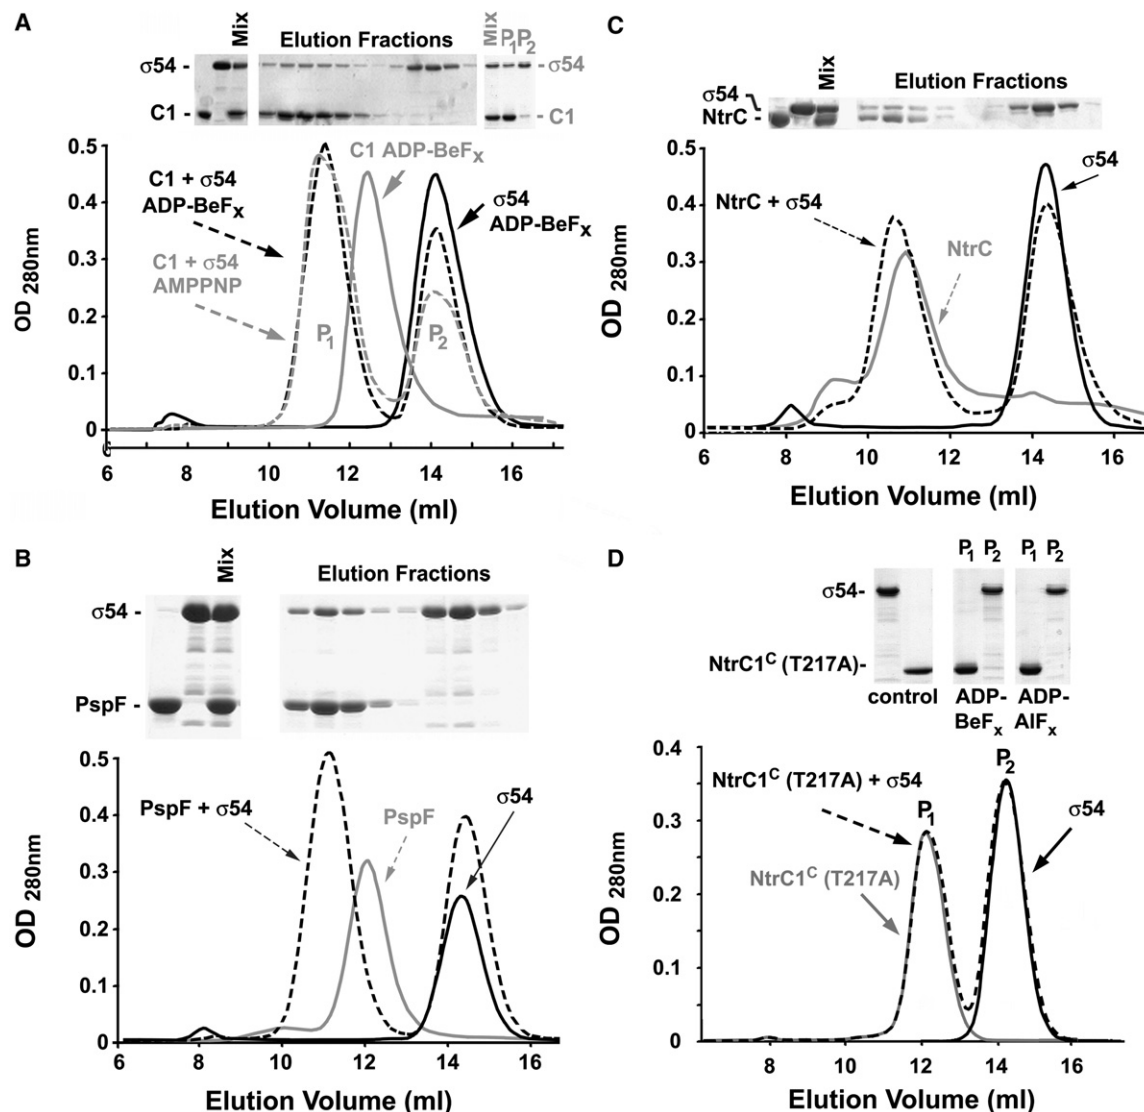 A
Mix
Elution Fractions
Mix P1 P2
σ54 -
- σ54
C1 -
- C1
0.5
0.4
0.3
0.2
0.1
0
OD 280nm
C1 + σ54
ADP-BeFx
C1 + σ54
AMPPNP
C1 ADP-BeFx
σ54
ADP-BeFx
P1
P2
6 8 10 12 14 16
Elution Volume (ml)
C
Mix
Elution Fractions
σ54
NtrC
0.5
0.4
0.3
0.2
0.1
0
OD 280nm
NtrC + σ54
NtrC
σ54
6 8 10 12 14 16
Elution Volume (ml)
B
Mix
Elution Fractions
σ54 -
PspF -
0.5
0.4
0.3
0.2
0.1
0
OD 280nm
PspF + σ54
PspF
σ54
6 8 10 12 14 16
Elution Volume (ml)
D
P1 P2 P1 P2
σ54-
NtrC1C (T217A)-
control
ADP-
BeFx
ADP-
AlFx
0.4
0.3
0.2
0.1
0
OD 280nm
NtrC1C (T217A) + σ54
NtrC1C (T217A)
P1
P2
σ54
8 10 12 14 16
Elution Volume (ml)